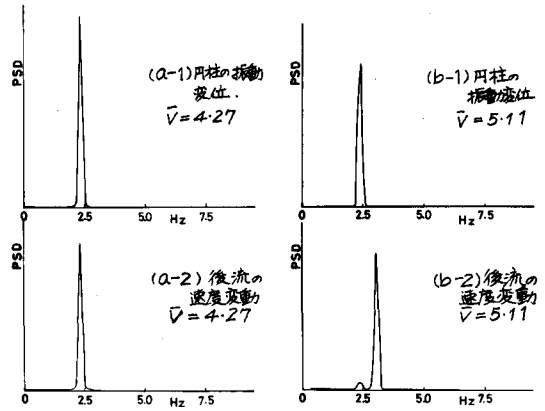 PSD
(a-1)円柱の振動
変位.
V̄=4.27
0 2.5 5.0 7.5
Hz
PSD
(b-1)円柱の
振動変位
V̄=5.11
0 2.5 5.0 7.5
Hz
PSD
(a-2)後流の
速度変動
V̄=4.27
0 2.5 5.0 7.5
Hz
PSD
(b-2)後流の
速度変動
V̄=5.11
0 2.5 5.0 7.5
Hz